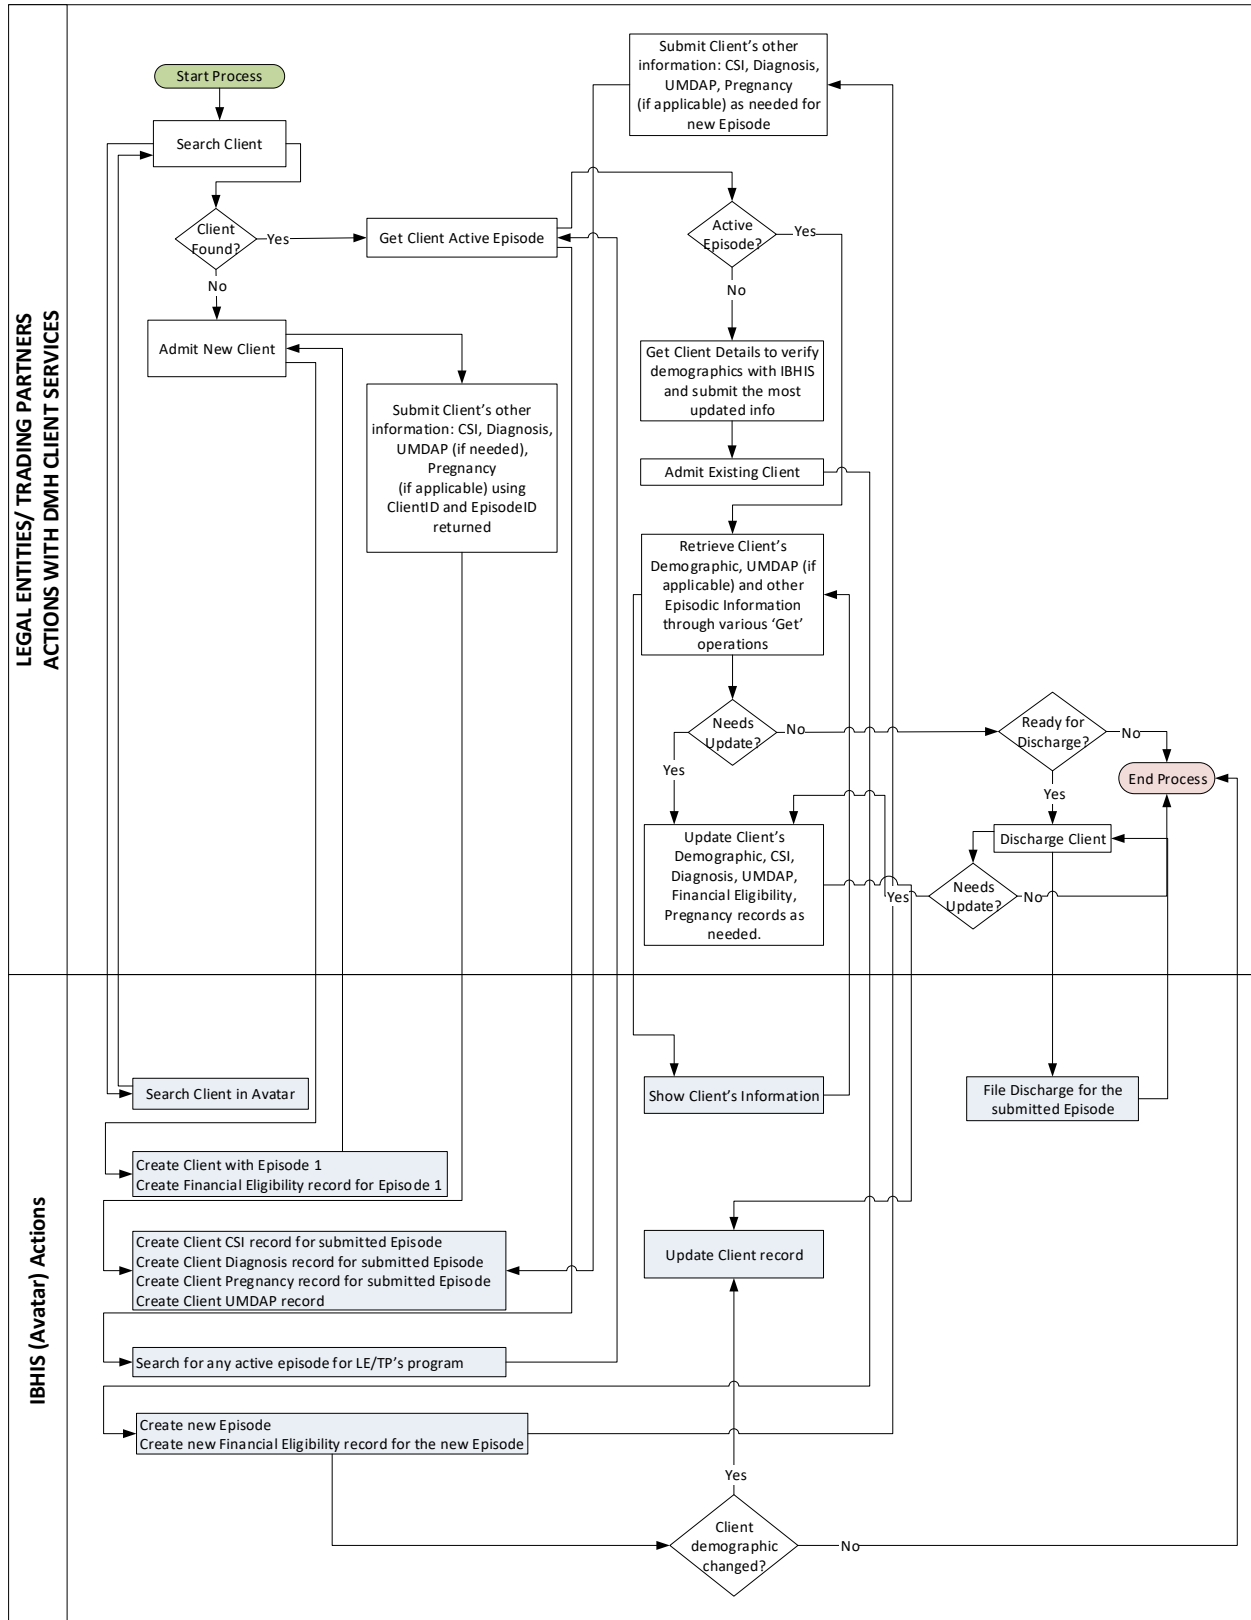 LEGAL ENTITIES/ TRADING PARTNERS
ACTIONS WITH DMH CLIENT SERVICES
Start Process
Search Client
Client
Found?
Yes
No
Get Client Active Episode
Admit New Client
Submit Client's other
information: CSI, Diagnosis,
UMDAP (if needed),
Pregnancy
(if applicable) using
ClientID and EpisodeID
returned
Submit Client's other
information: CSI, Diagnosis,
UMDAP, Pregnancy
(if applicable) as needed for
new Episode
Active
Episode?
Yes
No
Get Client Details to verify
demographics with IBHIS
and submit the most
updated info
Admit Existing Client
Retrieve Client's
Demographic, UMDAP (if
applicable) and other
Episodic Information
through various 'Get'
operations
Needs
Update?
No
Yes
Ready for
Discharge?
No
Yes
End Process
Update Client's
Demographic, CSI,
Diagnosis, UMDAP,
Financial Eligibility,
Pregnancy records as
needed.
Discharge Client
Needs
Update?
Yes
No
IBHIS (Avatar) Actions
Search Client in Avatar
Show Client's Information
File Discharge for the
submitted Episode
Create Client with Episode 1
Create Financial Eligibility record for Episode 1
Create Client CSI record for submitted Episode
Create Client Diagnosis record for submitted Episode
Create Client Pregnancy record for submitted Episode
Create Client UMDAP record
Update Client record
Search for any active episode for LE/TP's program
Create new Episode
Create new Financial Eligibility record for the new Episode
Yes
Client
demographic
changed?
No